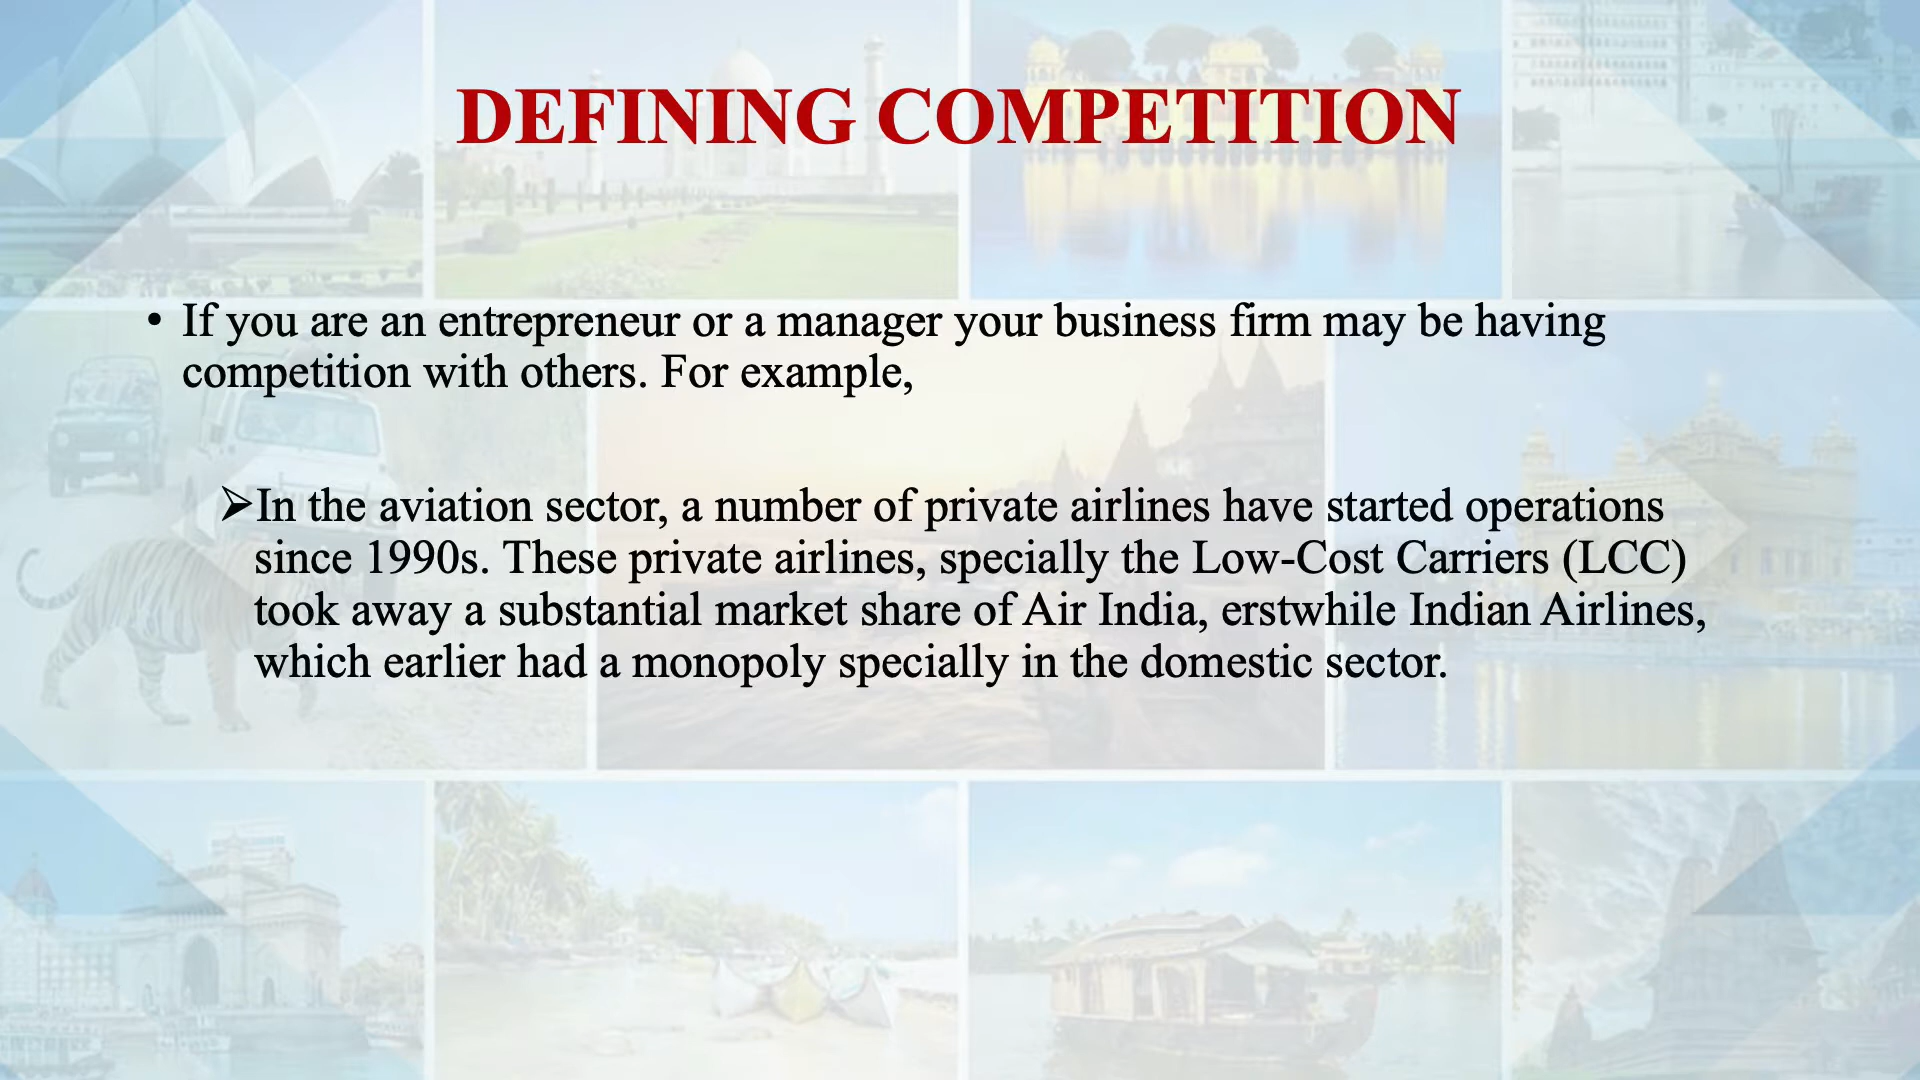 DEFINING COMPETITION
• If you are an entrepreneur or a manager your business firm may be having
competition with others. For example,
➢In the aviation sector, a number of private airlines have started operations
since 1990s. These private airlines, specially the Low-Cost Carriers (LCC)
took away a substantial market share of Air India, erstwhile Indian Airlines,
which earlier had a monopoly specially in the domestic sector.